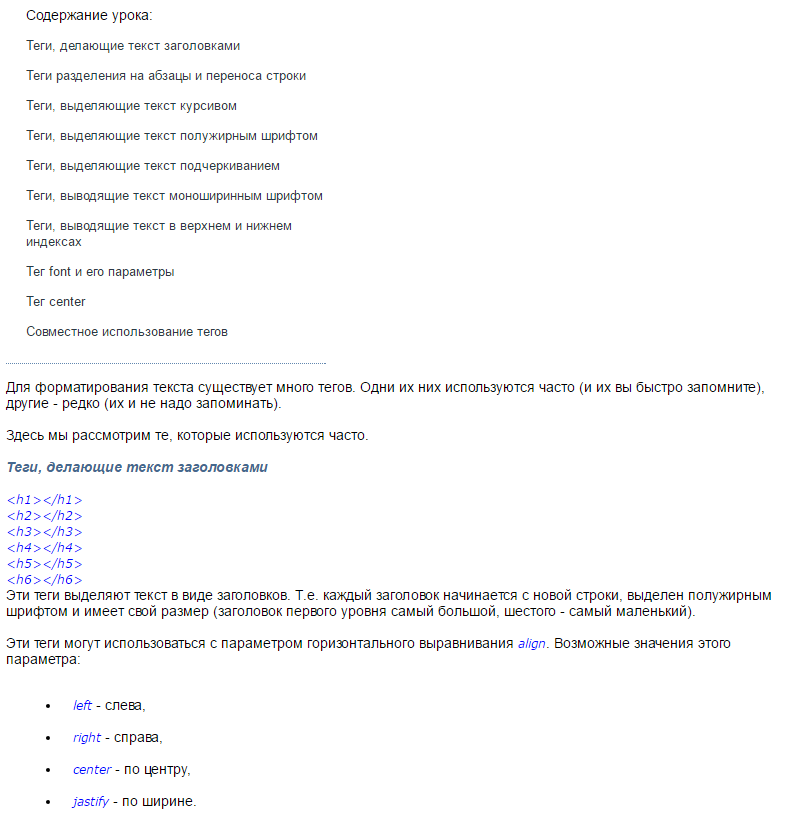 Содержание урока:
Теги, делающие текст заголовками
Теги разделения на абзацы и переноса строки
Теги, выделяющие текст курсивом
Теги, выделяющие текст полужирным шрифтом
Теги, выделяющие текст подчеркиванием
Теги, выводящие текст моноширинным шрифтом
Теги, выводящие текст в верхнем и нижнем
индексах
Тег font и его параметры
Тег center
Совместное использование тегов
Для форматирования текста существует много тегов. Одни их них используются часто (и их вы быстро запомните),
другие - редко (их и не надо запоминать).
Здесь мы рассмотрим те, которые используются часто.
Теги, делающие текст заголовками
<h1></h1>
<h2></h2>
<h3></h3>
<h4></h4>
<h5></h5>
<h6></h6>
Эти теги выделяют текст в виде заголовков. Т.е. каждый заголовок начинается с новой строки, выделен полужирным
шрифтом и имеет свой размер (заголовок первого уровня самый большой, шестого - самый маленький).
Эти теги могут использоваться с параметром горизонтального выравнивания align. Возможные значения этого
параметра:
• left - слева,
• right - справа,
• center - по центру,
• jastify - по ширине.